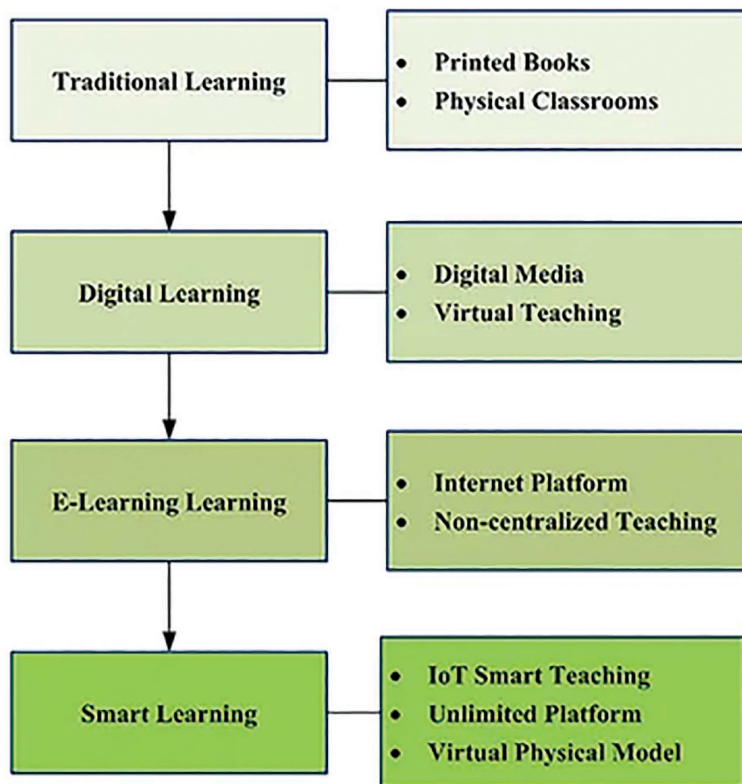 Traditional Learning
• Printed Books
• Physical Classrooms
Digital Learning
• Digital Media
• Virtual Teaching
E-Learning Learning
• Internet Platform
• Non-centralized Teaching
Smart Learning
• IoT Smart Teaching
• Unlimited Platform
• Virtual Physical Model